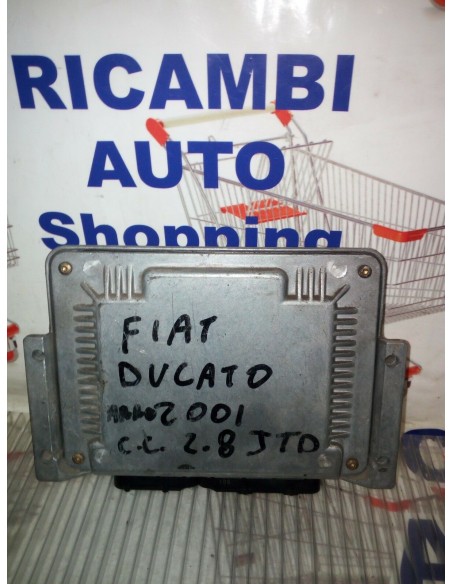 RICAMBI
AUTO
Shopping
FIAT
DUCATO
ANNO 2001
C.C. 2.8 JTD